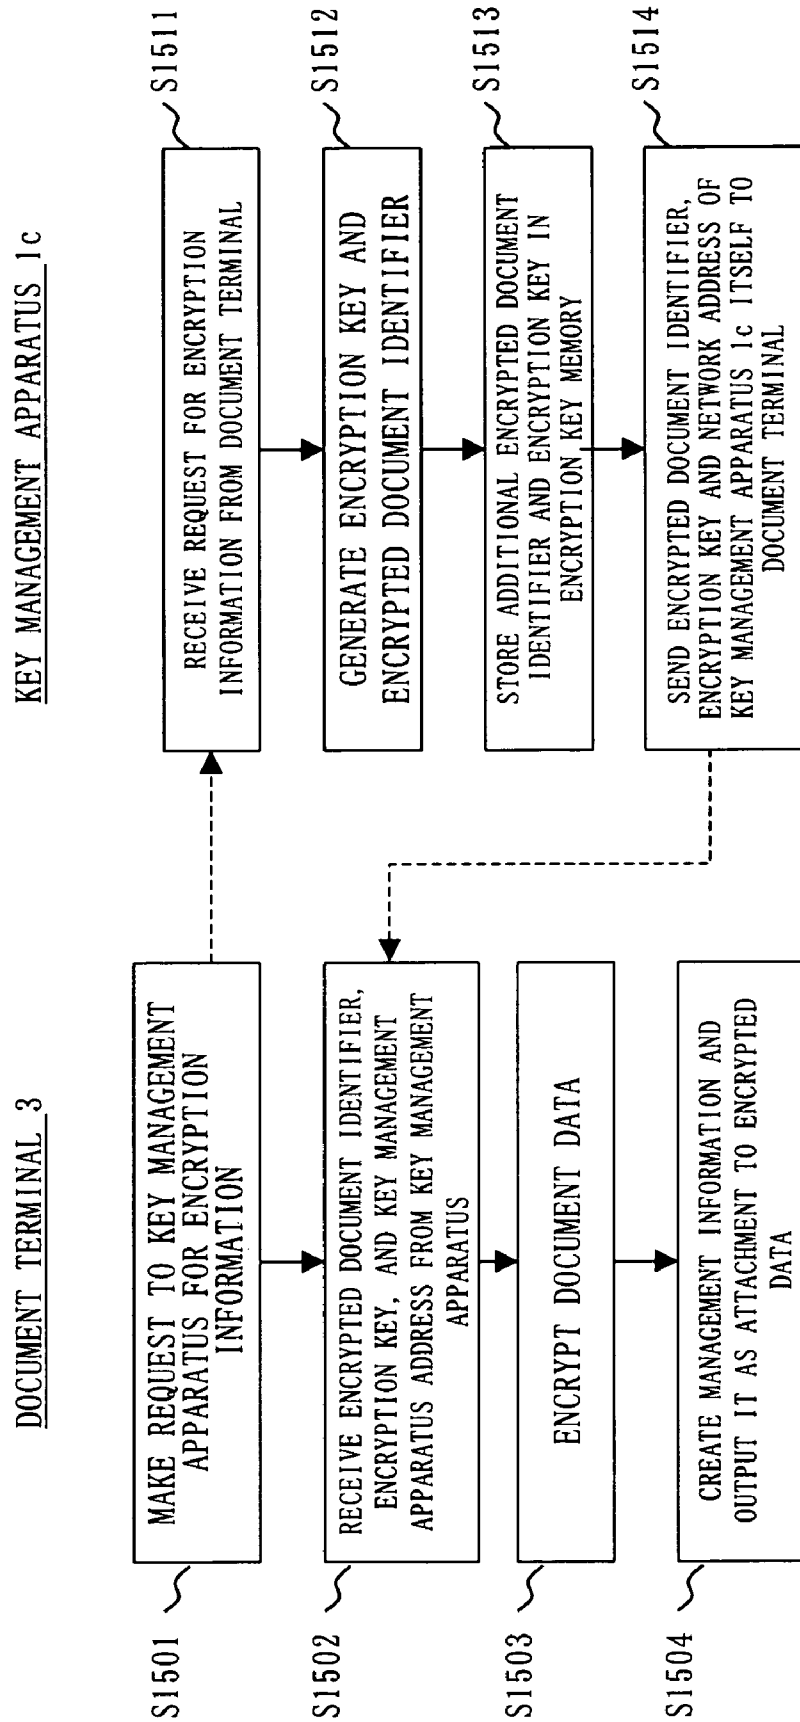 DOCUMENT TERMINAL 3
S1501
MAKE REQUEST TO KEY MANAGEMENT
APPARATUS FOR ENCRYPTION
INFORMATION
S1502
RECEIVE ENCRYPTED DOCUMENT IDENTIFIER,
ENCRYPTION KEY, AND KEY MANAGEMENT
APPARATUS ADDRESS FROM KEY MANAGEMENT
APPARATUS
S1503
ENCRYPT DOCUMENT DATA
S1504
CREATE MANAGEMENT INFORMATION AND
OUTPUT IT AS ATTACHMENT TO ENCRYPTED
DATA
KEY MANAGEMENT APPARATUS 1c
RECEIVE REQUEST FOR ENCRYPTION
INFORMATION FROM DOCUMENT TERMINAL
S1511
GENERATE ENCRYPTION KEY AND
ENCRYPTED DOCUMENT IDENTIFIER
S1512
STORE ADDITIONAL ENCRYPTED DOCUMENT
IDENTIFIER AND ENCRYPTION KEY IN
ENCRYPTION KEY MEMORY
S1513
SEND ENCRYPTED DOCUMENT IDENTIFIER,
ENCRYPTION KEY AND NETWORK ADDRESS OF
KEY MANAGEMENT APPARATUS 1c ITSELF TO
DOCUMENT TERMINAL
S1514